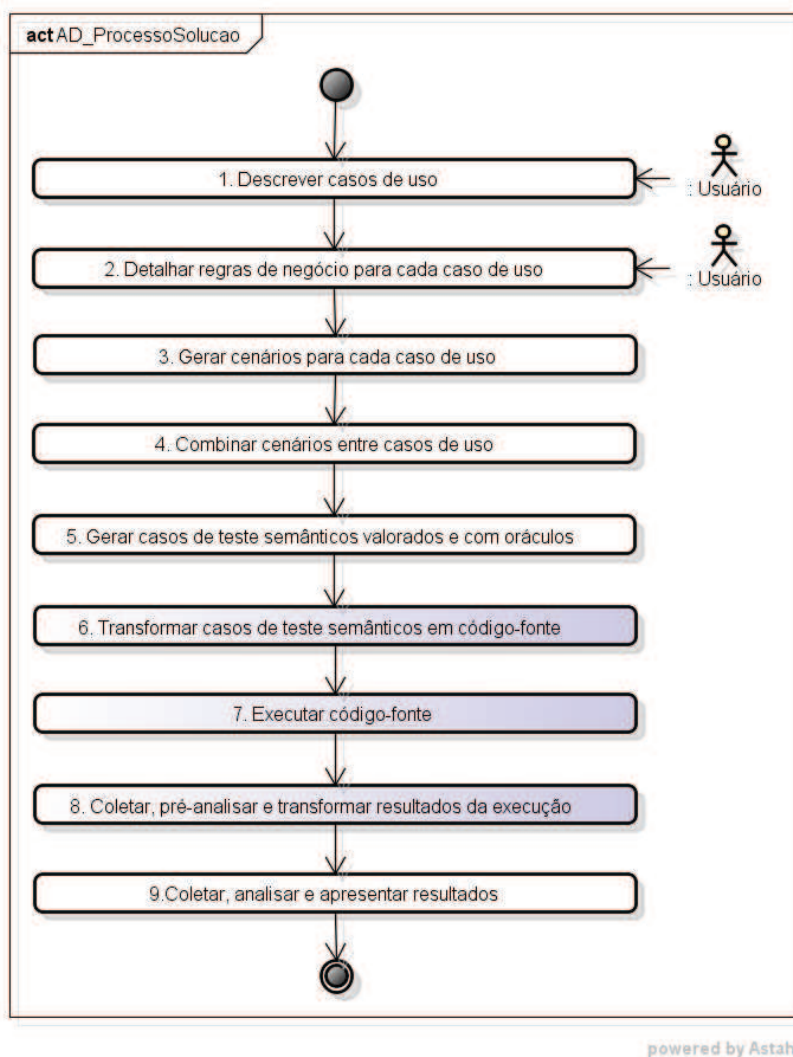 act AD_ProcessoSolucao
1. Descrever casos de uso
: Usuário
2. Detalhar regras de negócio para cada caso de uso
: Usuário
3. Gerar cenários para cada caso de uso
4. Combinar cenários entre casos de uso
5. Gerar casos de teste semânticos valorados e com oráculos
6. Transformar casos de teste semânticos em código-fonte
7. Executar código-fonte
8. Coletar, pré-analisar e transformar resultados da execução
9.Coletar, analisar e apresentar resultados
powered by Astah